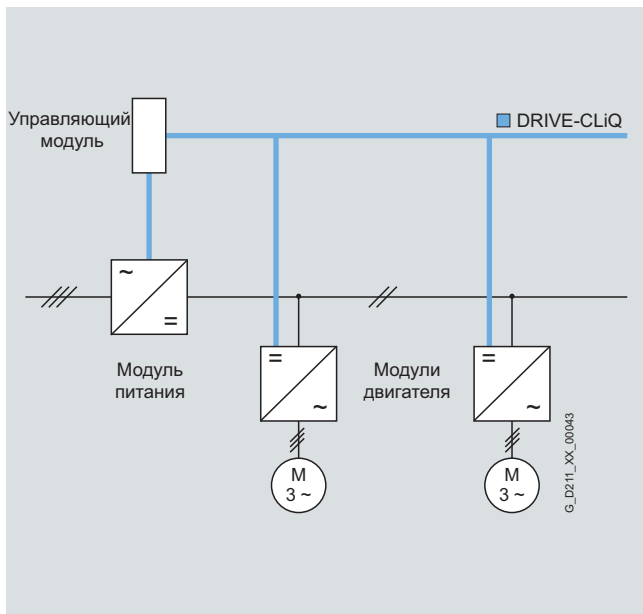 Управляющий
модуль
DRIVE-CLiQ
~
=
Модуль
питания
=
~
Модули
двигателя
=
~
M
3 ~
M
3 ~
G_D211_XX_00043